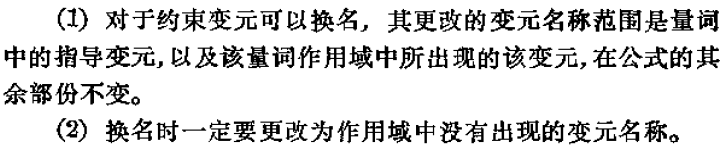 (1) 对于约束变元可以换名, 其更改的变元名称范围是量词
中的指导变元, 以及该量词作用域中所出现的该变元, 在公式的其
余部份不变。
(2) 换名时一定要更改为作用域中没有出现的变元名称。